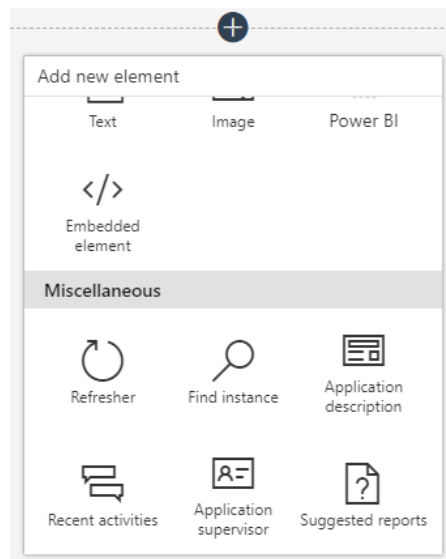 Add new element
Text
Image
Power BI
</>
Embedded
element
Miscellaneous
Refresher
Find instance
Application
description
Recent activities
Application
supervisor
Suggested reports